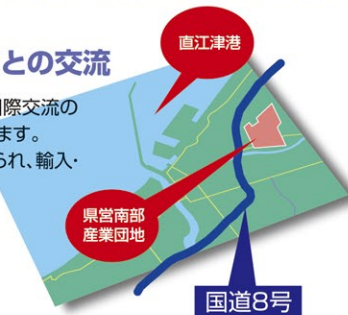 との交流
国際交流の
ます。
られ、輸入・
直江津港
県営南部
産業団地
国道8号